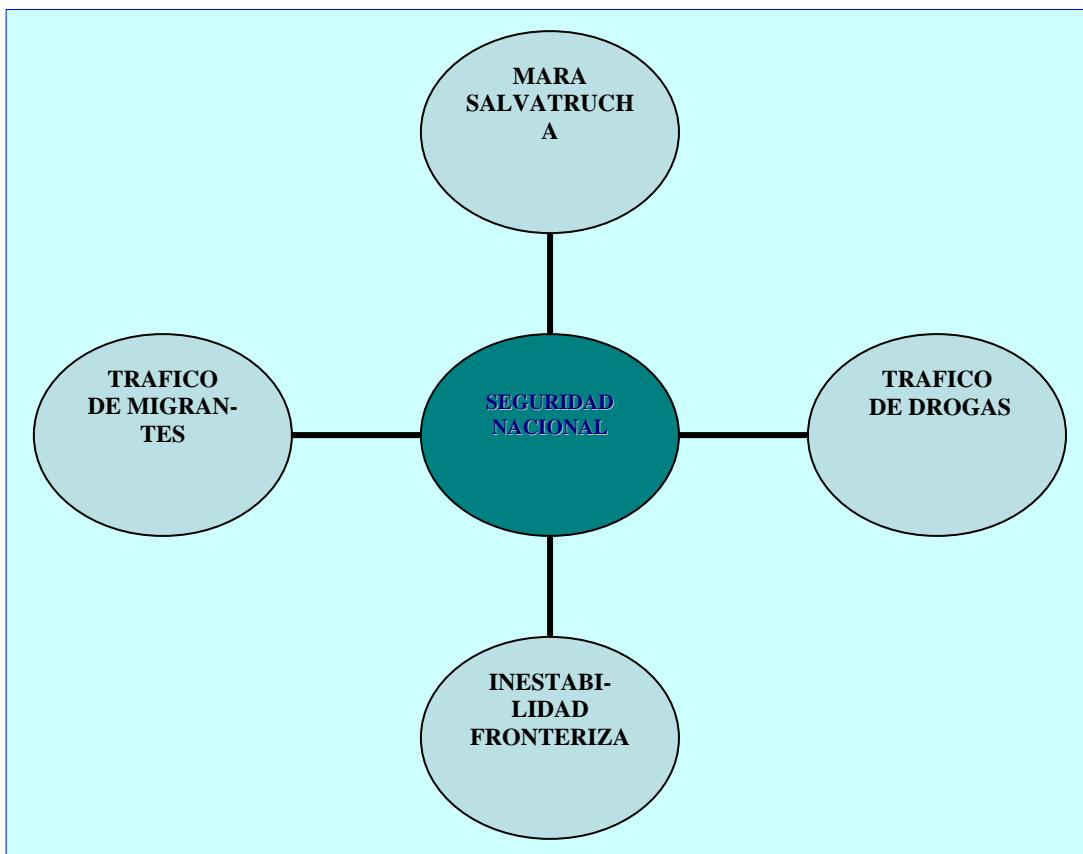 MARA
SALVATRUCH
A
TRAFICO
DE MIGRAN-
TES
SEGURIDAD
NACIONAL
TRAFICO
DE DROGAS
INESTABI-
LIDAD
FRONTERIZA